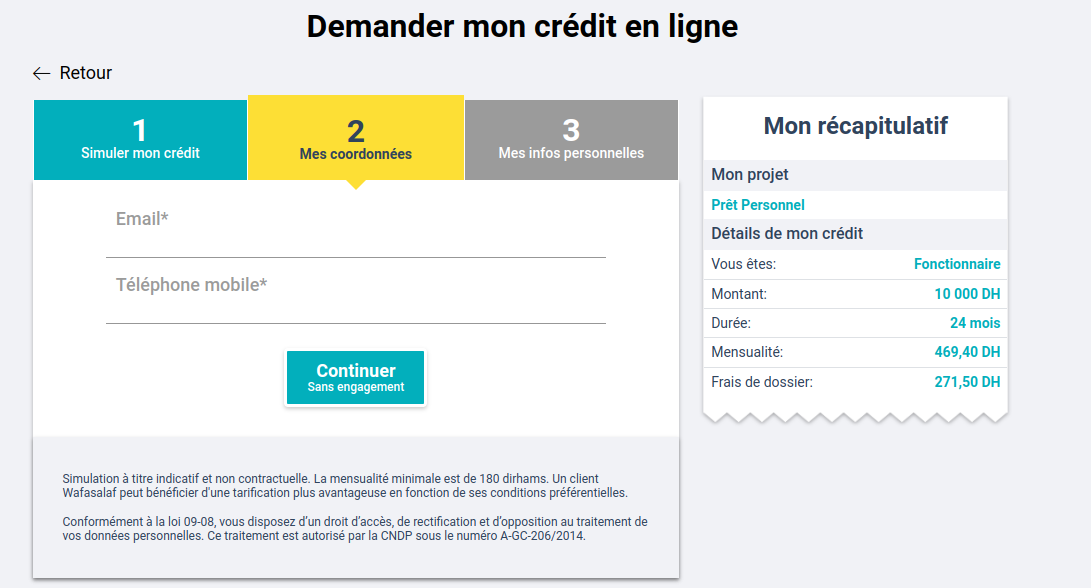 Demander mon crédit en ligne
← Retour
1
Simuler mon crédit
2
Mes coordonnées
3
Mes infos personnelles
Email*
Téléphone mobile*
Continuer
Sans engagement
Simulation à titre indicatif et non contractuelle. La mensualité minimale est de 180 dirhams. Un client
Wafasalaf peut bénéficier d'une tarification plus avantageuse en fonction de ses conditions préférentielles.
Conformément à la loi 09-08, vous disposez d'un droit d'accès, de rectification et d'opposition au traitement de
vos données personnelles. Ce traitement est autorisé par la CNDP sous le numéro A-GC-206/2014.
Mon récapitulatif
Mon projet
Prêt Personnel
Détails de mon crédit
Vous êtes: Fonctionnaire
Montant: 10 000 DH
Durée: 24 mois
Mensualité: 469,40 DH
Frais de dossier: 271,50 DH